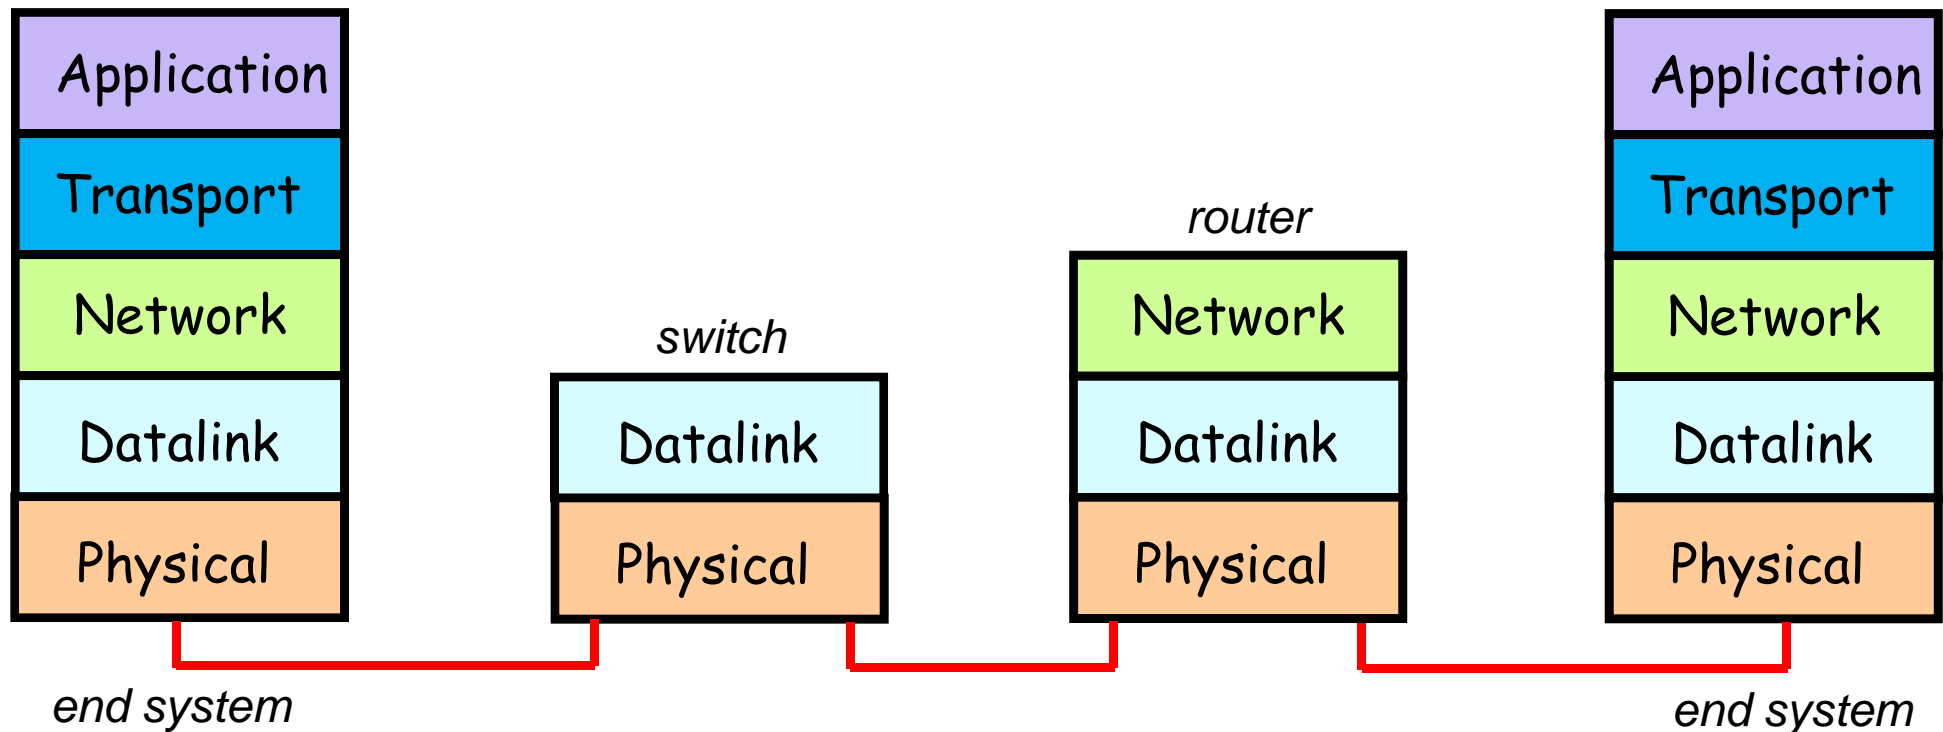 Application
Transport
Network
Datalink
Physical
end system
switch
Datalink
Physical
router
Network
Datalink
Physical
Application
Transport
Network
Datalink
Physical
end system